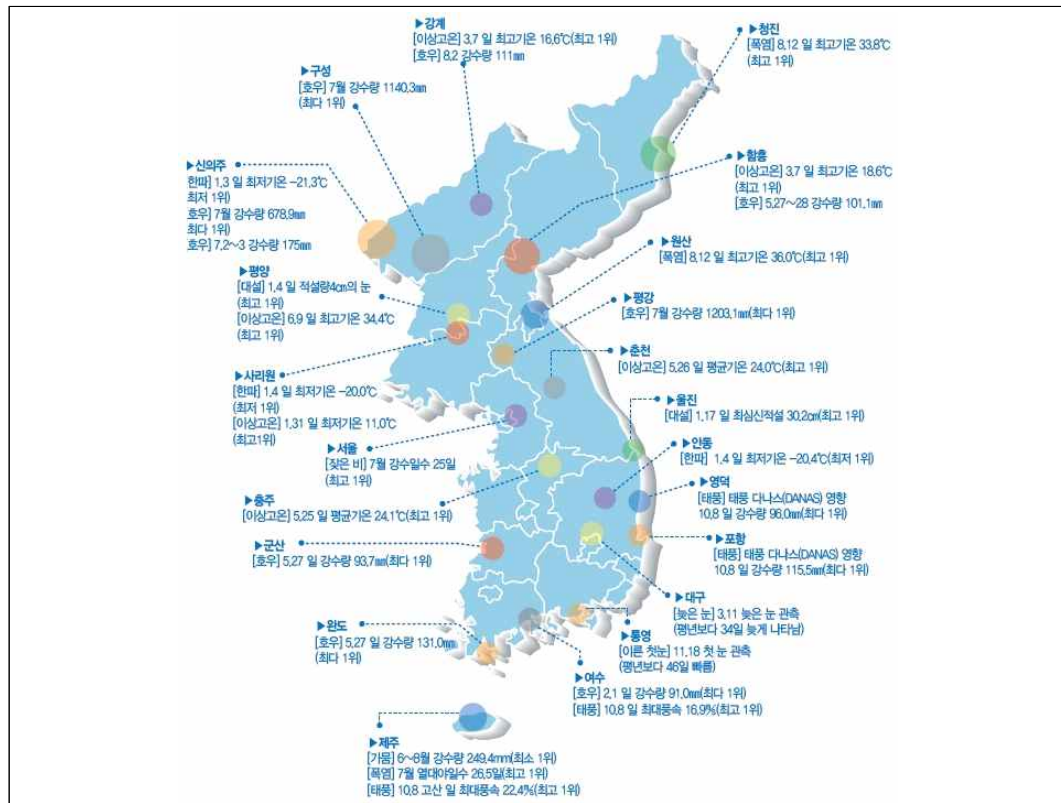 ▶강계
[이상고온] 3.7 일 최고기온 16.6℃(최고 1위)
[호우] 8.2 강수량 111㎜
▶청진
[폭염] 8.12 일 최고기온 33.8℃
(최고 1위)
▶구성
[호우] 7월 강수량 1140.3㎜
(최다 1위)
▶신의주
한파] 1.3 일 최저기온 -21.3℃
최저 1위)
호우] 7월 강수량 678.9㎜
최다 1위)
호우] 7.2~3 강수량 175㎜
▶함흥
[이상고온] 3.7 일 최고기온 18.6℃
(최고 1위)
[호우] 5.27~28 강수량 101.1㎜
▶원산
[폭염] 8.12 일 최고기온 36.0℃(최고 1위)
▶평양
[대설] 1.4 일 적설량4㎝의 눈
(최고 1위)
[이상고온] 6.9 일 최고기온 34.4℃
(최고 1위)
▶평강
[호우] 7월 강수량 1203.1㎜(최다 1위)
▶춘천
[이상고온] 5.26 일 평균기온 24.0℃(최고 1위)
▶사리원
[한파] 1.4 일 최저기온 -20.0℃
(최저 1위)
[이상고온] 1.31 일 최저기온 11.0℃
(최고1위)
▶울진
[대설] 1.17 일 최심신적설 30.2㎝(최고 1위)
▶서울
[잦은 비] 7월 강수일수 25일
(최고 1위)
▶안동
[한파] 1.4 일 최저기온 -20.4℃(최저 1위)
▶충주
[이상고온] 5.25 일 평균기온 24.1℃(최고 1위)
▶영덕
[태풍] 태풍 다나스(DANAS) 영향
10.8 일 강수량 96.0㎜(최다 1위)
▶군산
[호우] 5.27 일 강수량 93.7㎜(최다 1위)
▶포항
[태풍] 태풍 다나스(DANAS) 영향
10.8 일 강수량 115.5㎜(최다 1위)
▶대구
[늦은 눈] 3.11 늦은 눈 관측
(평년보다 34일 늦게 나타남)
▶완도
[호우] 5.27 일 강수량 131.0㎜
(최다 1위)
▶통영
[이른 첫눈] 11.18 첫 눈 관측
(평년보다 46일 빠름)
▶여수
[호우] 2.1 일 강수량 91.0㎜(최다 1위)
[태풍] 10.8 일 최대풍속 16.9㎧(최고 1위)
▶제주
[가뭄] 6~8월 강수량 249.4mm(최소 1위)
[폭염] 7월 열대야일수 26.5일(최고 1위)
[태풍] 10.8 고산 일 최대풍속 22.4㎧(최고 1위)